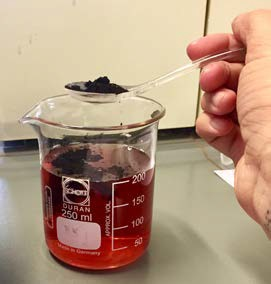 SCHOTT
DURAN
250 ml
Made in Germany
APPROX. VOL.
200
150
100
50